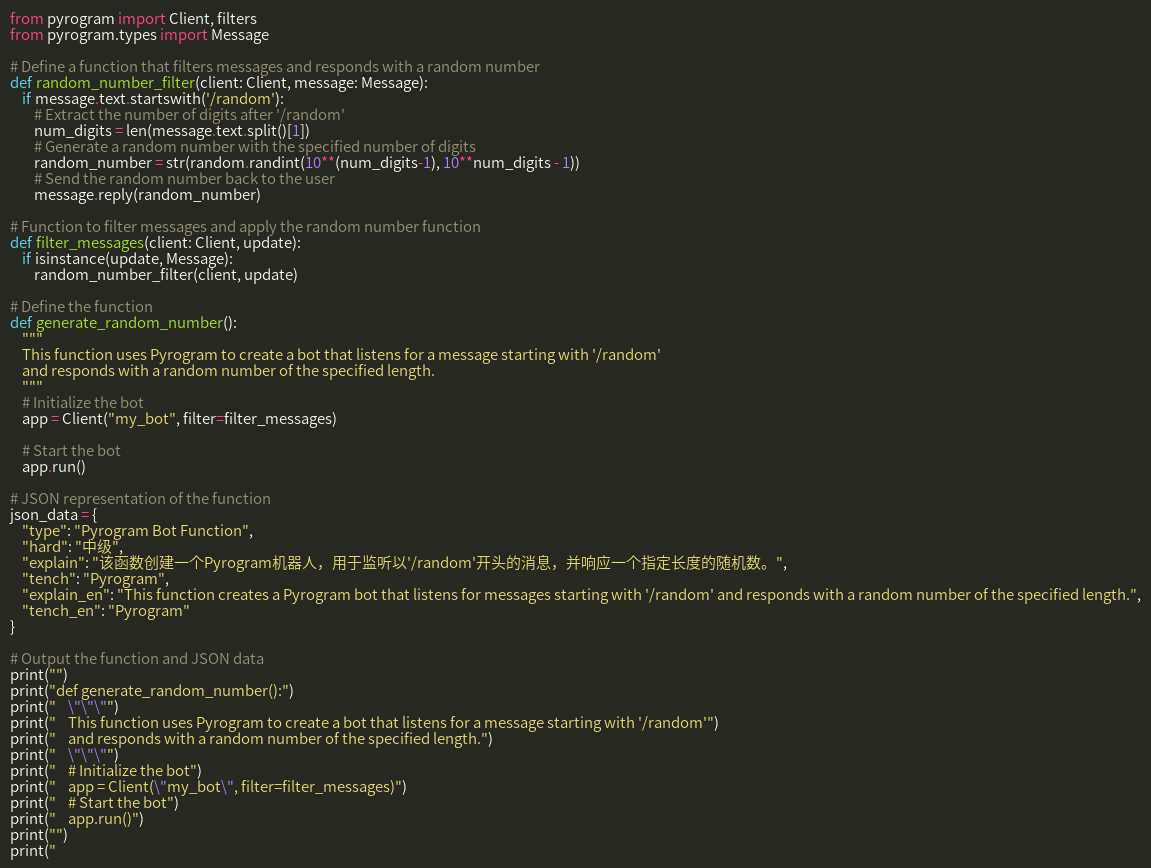 from pyrogram import Client, filters
from pyrogram.types import Message

# Define a function that filters messages and responds with a random number
def random_number_filter(client: Client, message: Message):
    if message.text.startswith('/random'):
        # Extract the number of digits after '/random'
        num_digits = len(message.text.split()[1])
        # Generate a random number with the specified number of digits
        random_number = str(random.randint(10**(num_digits-1), 10**num_digits - 1))
        # Send the random number back to the user
        message.reply(random_number)

# Function to filter messages and apply the random number function
def filter_messages(client: Client, update):
    if isinstance(update, Message):
        random_number_filter(client, update)

# Define the function
def generate_random_number():
    """
    This function uses Pyrogram to create a bot that listens for a message starting with '/random'
    and responds with a random number of the specified length.
    """
    # Initialize the bot
    app = Client("my_bot", filter=filter_messages)

    # Start the bot
    app.run()

# JSON representation of the function
json_data = {
    "type": "Pyrogram Bot Function",
    "hard": "中级",
    "explain": "该函数创建一个Pyrogram机器人，用于监听以'/random'开头的消息，并响应一个指定长度的随机数。",
    "tench": "Pyrogram",
    "explain_en": "This function creates a Pyrogram bot that listens for messages starting with '/random' and responds with a random number of the specified length.",
    "tench_en": "Pyrogram"
}

# Output the function and JSON data
print("")
print("def generate_random_number():")
print("    \"\"\"")
print("    This function uses Pyrogram to create a bot that listens for a message starting with '/random'")
print("    and responds with a random number of the specified length.")
print("    \"\"\"")
print("    # Initialize the bot")
print("    app = Client(\"my_bot\", filter=filter_messages)")
print("    # Start the bot")
print("    app.run()")
print("")
print("